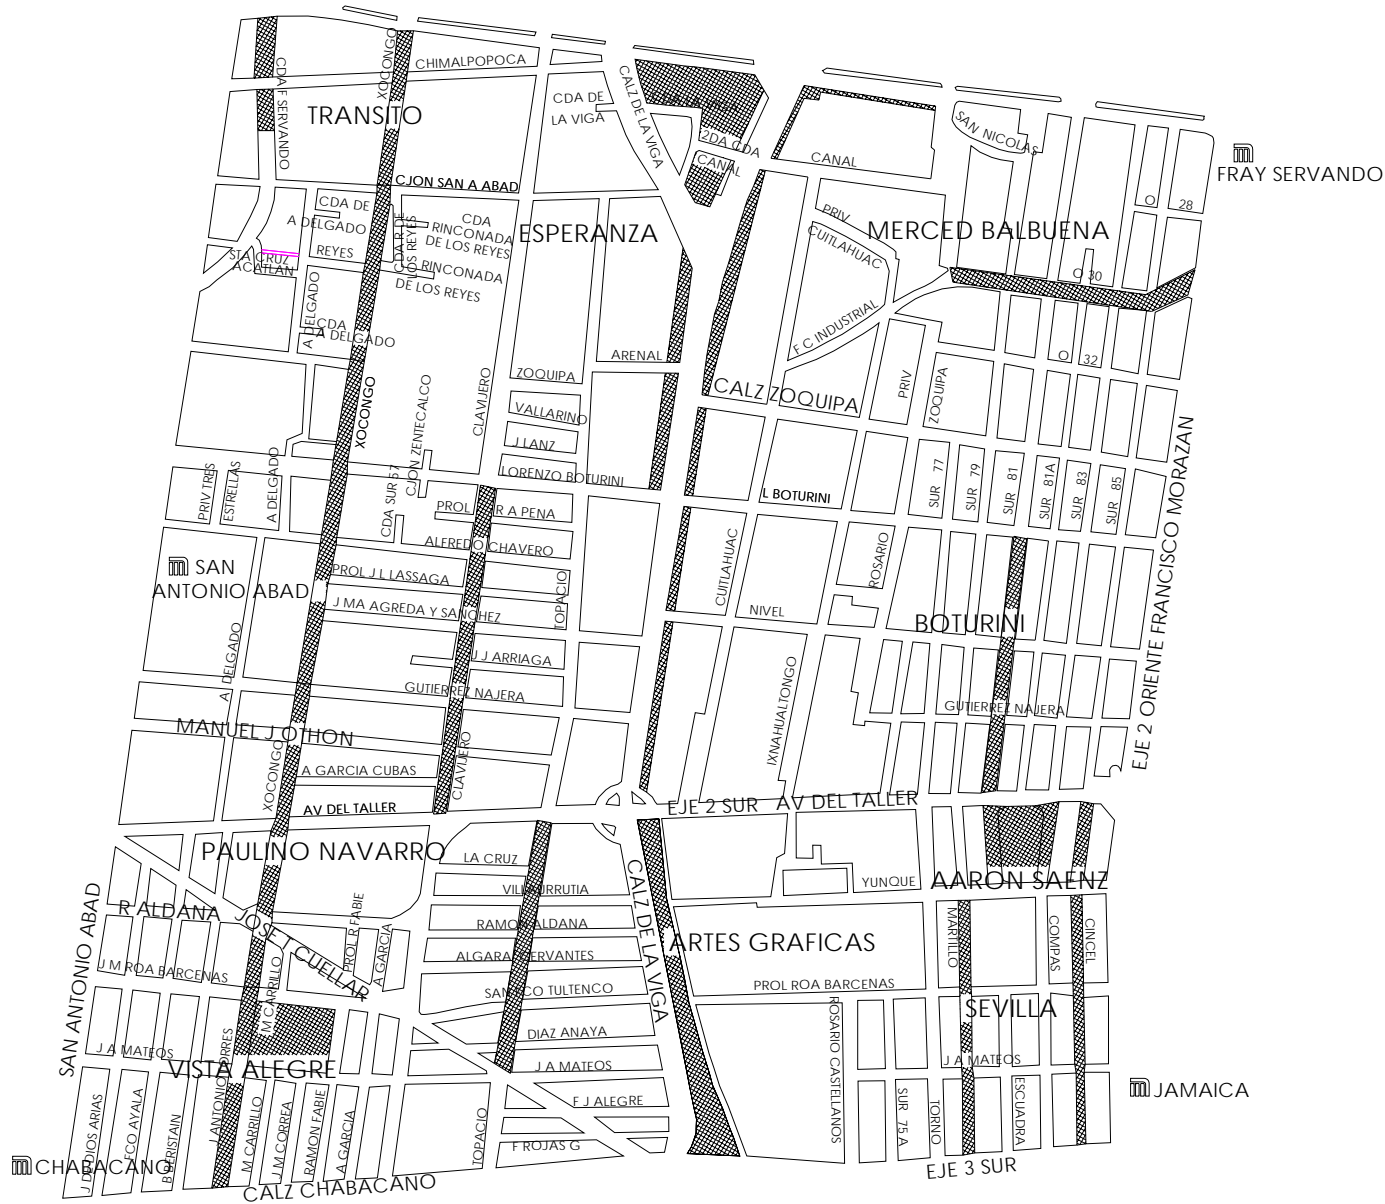 CHIMALPOPOCA
XOCONGO
CDA F SERVANDO
TRANSITO
CDA DE
LA VIGA
CALZ DE LA VIGA
2DA CDA
CANAL
CANAL
SAN NICOLAS
FRAY SERVANDO
CJON SAN A ABAD
CDA DE
A DELGADO
REYES
STA CRUZ
ACATLAN
CDA R DE
LOS REYES
CDA
RINCONADA
DE LOS REYES
RINCONADA
DE LOS REYES
ESPERANZA
PRIV
CUITLAHUAC
MERCED BALBUENA
O
28
O 30
F C INDUSTRIAL
A DELGADO
CDA
A DELGADO
ARENAL
ZOQUIPA
CALZ ZOQUIPA
PRIV
ZOQUIPA
O 32
XOCONGO
CJON ZENTECALCO
CLAVIJERO
VALLARINO
J LANZ
LORENZO BOTURINI
L BOTURINI
PRIV TRES
ESTRELLAS
A DELGADO
CDA SUR 57
PROL R A PENA
ALFREDO CHAVERO
SUR 77
SUR 79
SUR 81
SUR 81A
SUR 83
SUR 85
EJE 2 ORIENTE FRANCISCO MORAZAN
SAN
ANTONIO ABAD
PROL J L LASSAGA
J MA AGREDA Y SANCHEZ
TOPACIO
CUITLAHUAC
NIVEL
ROSARIO
BOTURINI
A DELGADO
J J ARRIAGA
GUTIERREZ NAJERA
IXNAHUALTONGO
GUTIERREZ NAJERA
MANUEL J OTHON
XOCONGO
A GARCIA CUBAS
CLAVIJERO
AV DEL TALLER
EJE 2 SUR AV DEL TALLER
PAULINO NAVARRO
LA CRUZ
VILLAURRUTIA
YUNQUE
AARON SAENZ
SAN ANTONIO ABAD
R ALDANA
JOSE T CUELLAR
PROL R FABIE
A GARCIA
RAMON ALDANA
ALGARA CERVANTES
CALZ DE LA VIGA
ARTES GRAFICAS
MARTILLO
COMPAS
CINCEL
J M ROA BARCENAS
M CARRILLO
PROL ROA BARCENAS
SEVILLA
DIAZ ANAYA
ROSARIO CASTELLANOS
J A MATEOS
VISTA ALEGRE
J A MATEOS
J A MATEOS
F J ALEGRE
JAMAICA
J D DIOS ARIAS
FCO AYALA
B BERISTAIN
J ANTONIO TORRES
M CARRILLO
J M CORREA
RAMON FABIE
A GARCIA
TOPACIO
F ROJAS G
SUR 75 A
TORNO
ESCUADRA
CHABACANO
CALZ CHABACANO
EJE 3 SUR